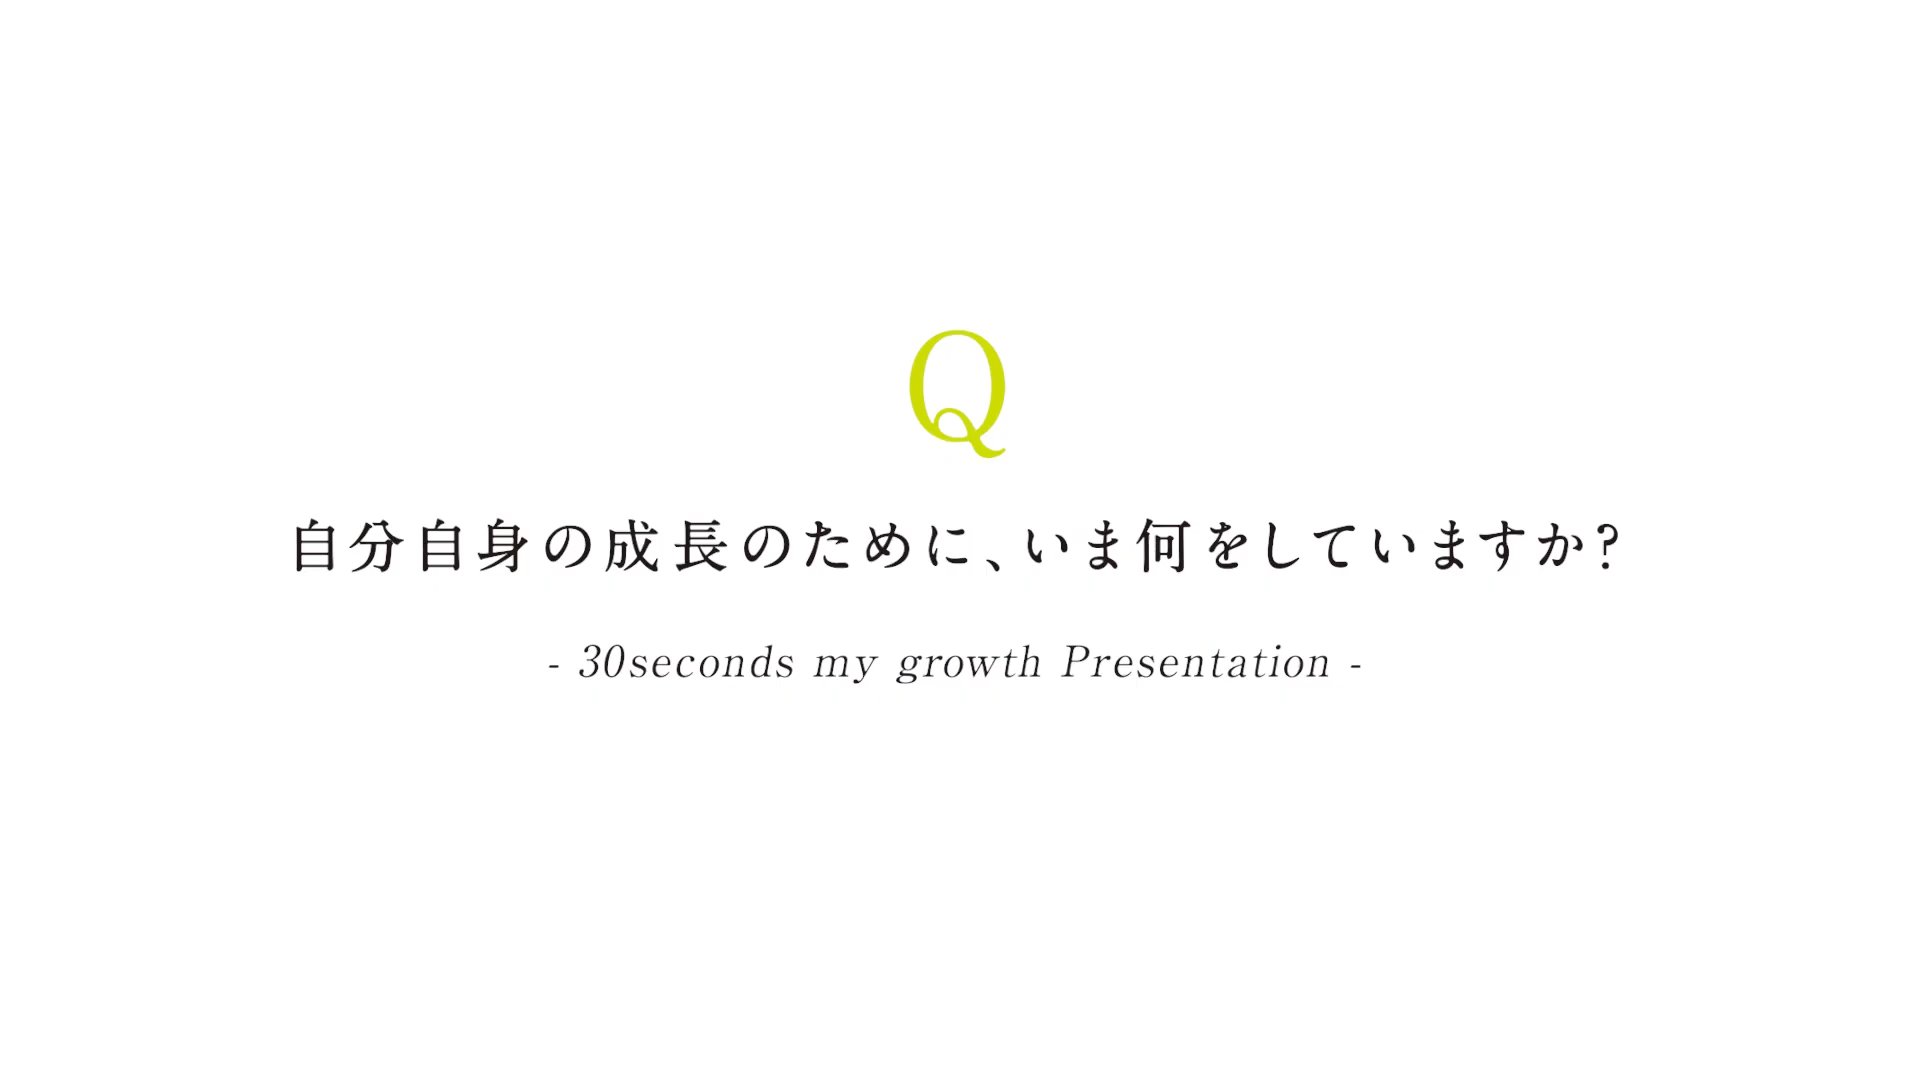 Q
自分自身の成長のために、いま何をしていますか?
- 30seconds my growth Presentation -